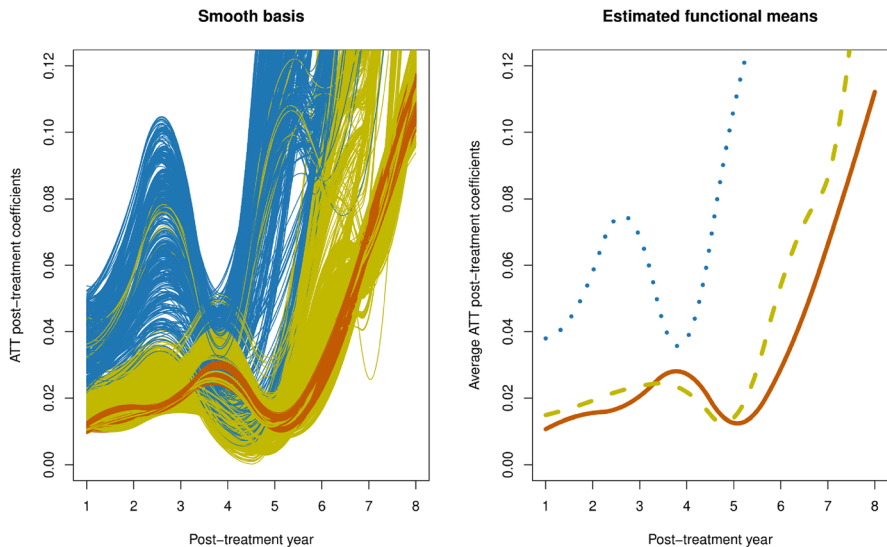 Smooth basis
ATT post−treatment coefficients
0.12
0.10
0.08
0.06
0.04
0.02
0.00
1 2 3 4 5 6 7 8
Post−treatment year
Estimated functional means
Average ATT post−treatment coefficients
0.12
0.10
0.08
0.06
0.04
0.02
0.00
1 2 3 4 5 6 7 8
Post−treatment year